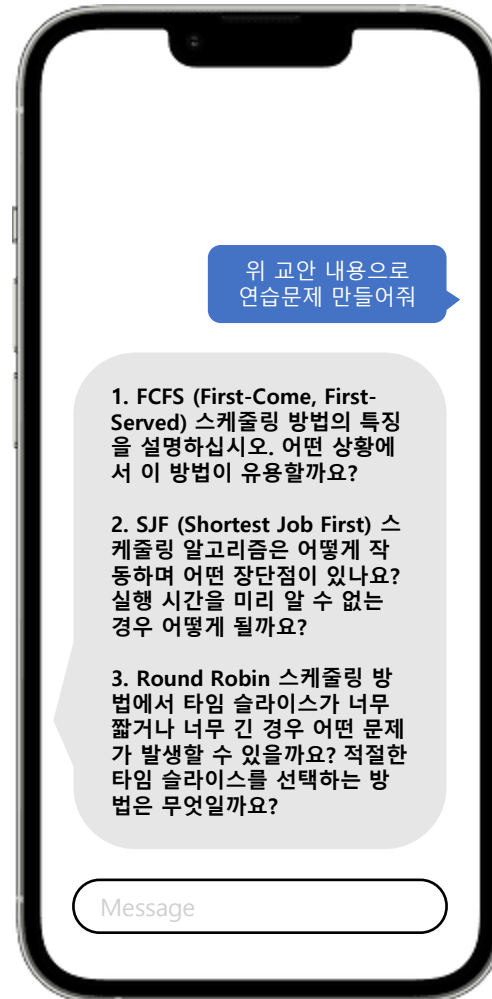 위 교안 내용으로
연습문제 만들어줘
1. FCFS (First-Come, First-
Served) 스케줄링 방법의 특징
을 설명하십시오. 어떤 상황에
서 이 방법이 유용할까요?
2. SJF (Shortest Job First) 스
케줄링 알고리즘은 어떻게 작
동하며 어떤 장단점이 있나요?
실행 시간을 미리 알 수 없는
경우 어떻게 될까요?
3. Round Robin 스케줄링 방
법에서 타임 슬라이스가 너무
짧거나 너무 긴 경우 어떤 문제
가 발생할 수 있을까요? 적절한
타임 슬라이스를 선택하는 방
법은 무엇일까요?
Message